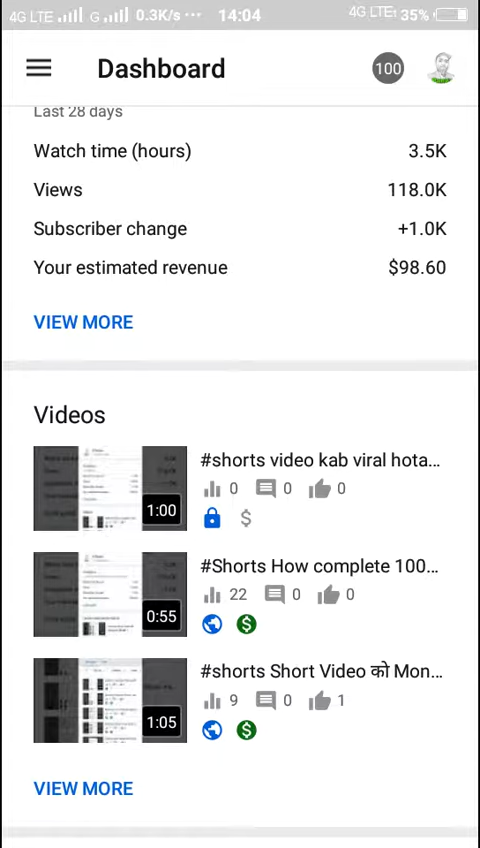 4G LTE G 0.3K/s ··· 14:04 4G LTE 35%
Dashboard 100
Last 28 days
Watch time (hours) 3.5K
Views 118.0K
Subscriber change +1.0K
Your estimated revenue $98.60
VIEW MORE
Videos
1:00 #shorts video kab viral hota...
0 0 0
$
0:55 #Shorts How complete 100...
22 0 0
$
1:05 #shorts Short Video को Mon...
9 0 1
$
VIEW MORE